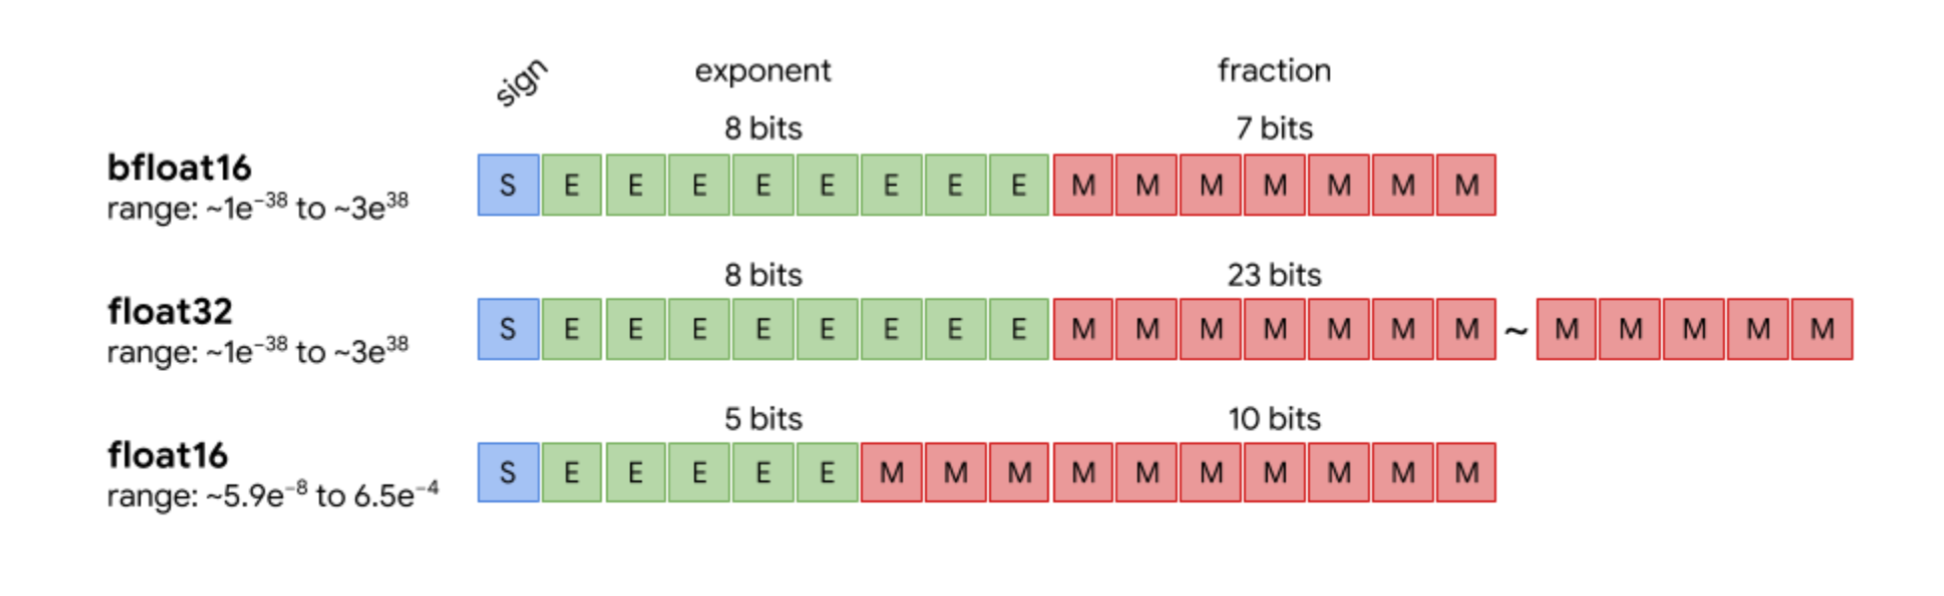 sign exponent fraction
8 bits 7 bits
bfloat16
range: ~1e⁻³⁸ to ~3e³⁸
S E E E E E E E E M M M M M M M
8 bits 23 bits
float32
range: ~1e⁻³⁸ to ~3e³⁸
S E E E E E E E E M M M M M M M ~ M M M M M
5 bits 10 bits
float16
range: ~5.9e⁻⁸ to 6.5e⁻⁴
S E E E E E M M M M M M M M M M